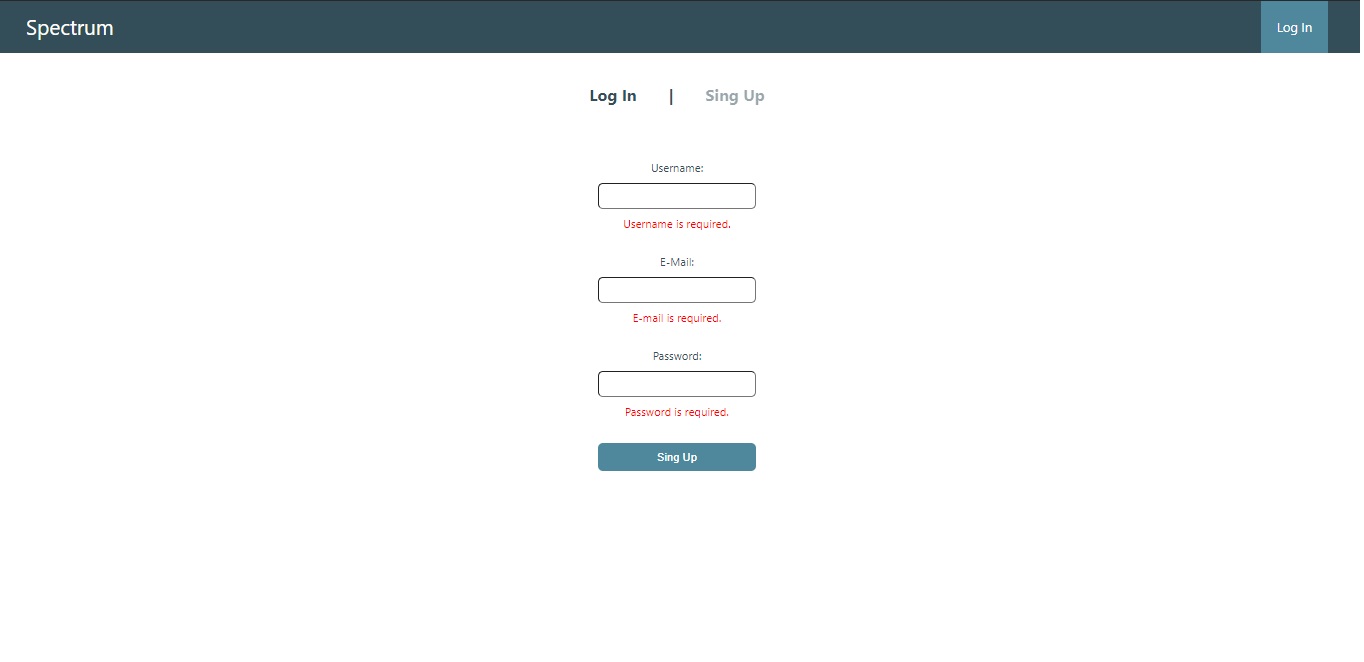 Spectrum
Log In
Log In | Sing Up
Username:
Username is required.
E-Mail:
E-mail is required.
Password:
Password is required.
Sing Up